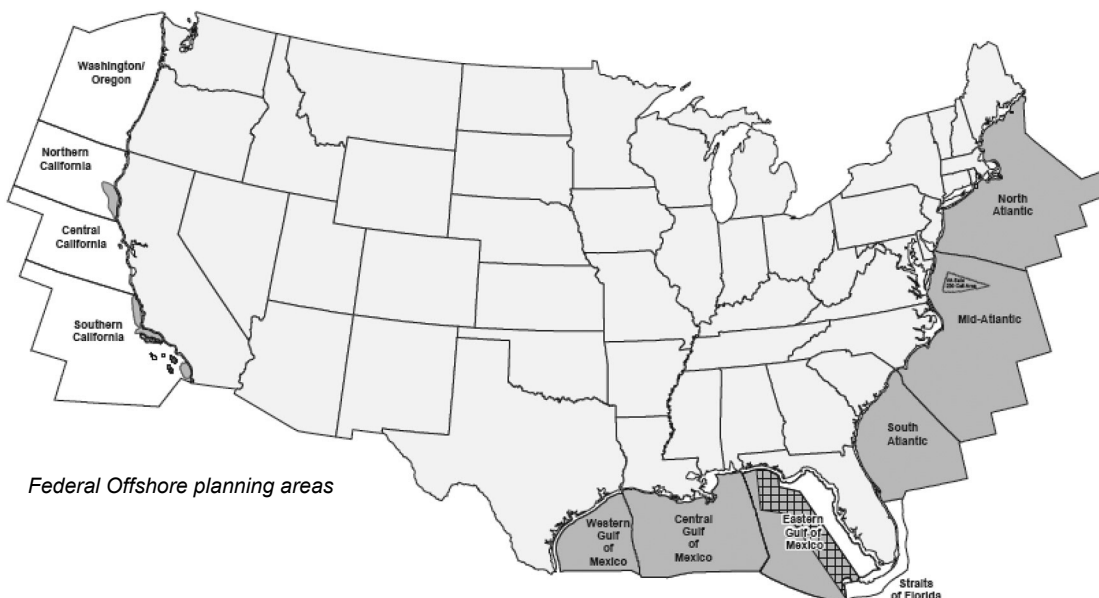 Washington/
Oregon
Northern
California
Central
California
Southern
California
North
Atlantic
Mid-Atlantic
South
Atlantic
Western
Gulf
of
Mexico
Central
Gulf
of
Mexico
Eastern
Gulf of
Mexico
Straits
of Florida
Federal Offshore planning areas